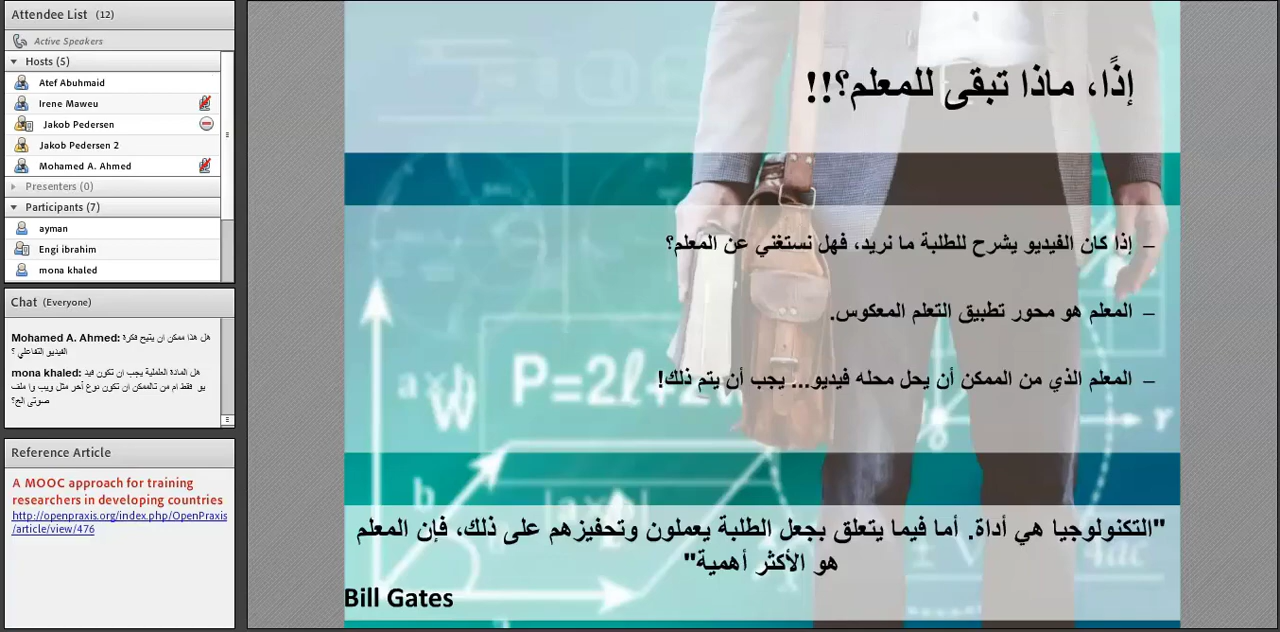 Attendee List (12)
Active Speakers
Hosts (5)
Atef Abuhmaid
Irene Maweu
Jakob Pedersen
Jakob Pedersen 2
Mohamed A. Ahmed
Presenters (0)
Participants (7)
ayman
Engi ibrahim
mona khaled
Chat (Everyone)
Mohamed A. Ahmed: هل هذا ممكن ان يتيح فكرة
الفيديو التفاعلي ؟
mona khaled: هل المادة العلملية يجب ان تكون فيد
يو فقط ام من تالممكن ان تكون نوع أخر مثل ويب وا ملف
صوتى الخ؟
Reference Article
A MOOC approach for training
researchers in developing countries
http://openpraxis.org/index.php/OpenPraxis
/article/view/476
إذًا، ماذا تبقى للمعلم؟!!
– إذا كان الفيديو يشرح للطلبة ما نريد، فهل نستغني عن المعلم؟
– المعلم هو محور تطبيق التعلم المعكوس.
– المعلم الذي من الممكن أن يحل محله فيديو... يجب أن يتم ذلك!
a×b
W
P=2ℓ+2w
b
|a×b|
Y
"التكنولوجيا هي أداة. أما فيما يتعلق بجعل الطلبة يعملون وتحفيزهم على ذلك، فإن المعلم
هو الأكثر أهمية"
Bill Gates